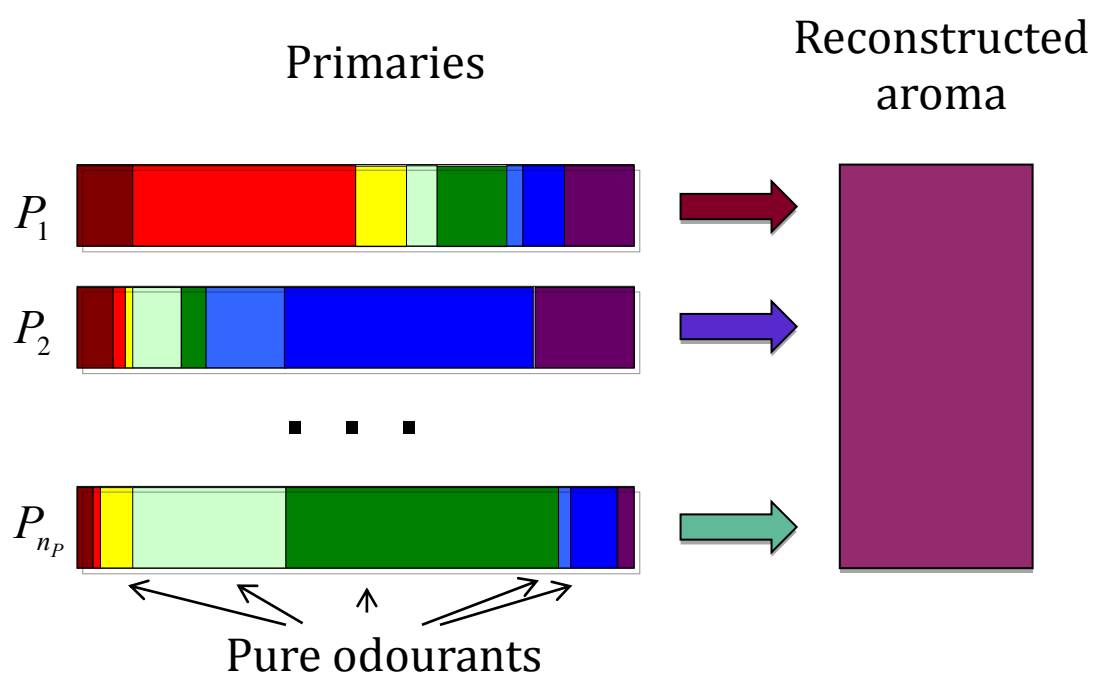 Primaries
Reconstructed
aroma
P1
P2
. . .
PnP
Pure odourants